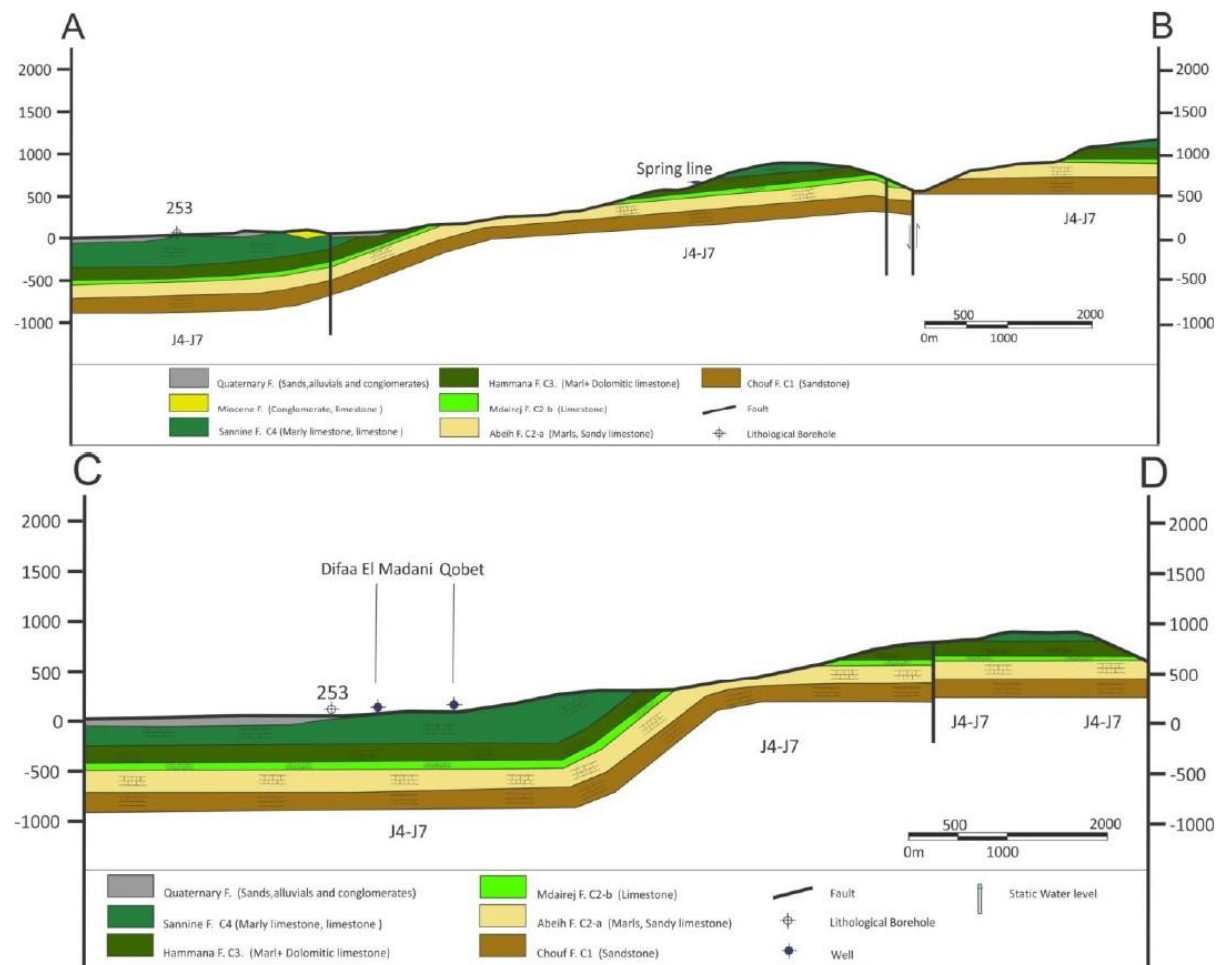 A B
2000 2000
1500 1500
1000 1000
Spring line
500 500
253
J4-J7
0 0
J4-J7
-500 -500
500 2000
-1000 -1000
0m 1000
J4-J7
Quaternary F. (Sands,alluvials and conglomerates) Hammana F. C3. (Marl+ Dolomitic limestone) Chouf F. C1 (Sandstone)
Miocene F. (Conglomerate, limestone ) Mdairej F. C2-b (Limestone) Fault
Sannine F. C4 (Marly limestone, limestone ) Abeih F. C2-a (Marls, Sandy limestone) Lithological Borehole
C D
2000 2000
Difaa El Madani Qobet
1500 1500
1000 1000
500 500
253
0 0
J4-J7 J4-J7
J4-J7
-500 -500
-1000 -1000
J4-J7
500 2000
0m 1000
Quaternary F. (Sands,alluvials and conglomerates) Mdairej F. C2-b (Limestone) Fault Static Water level
Sannine F. C4 (Marly limestone, limestone ) Abeih F. C2-a (Marls, Sandy limestone) Lithological Borehole
Hammana F. C3. (Marl+ Dolomitic limestone) Chouf F. C1 (Sandstone) Well